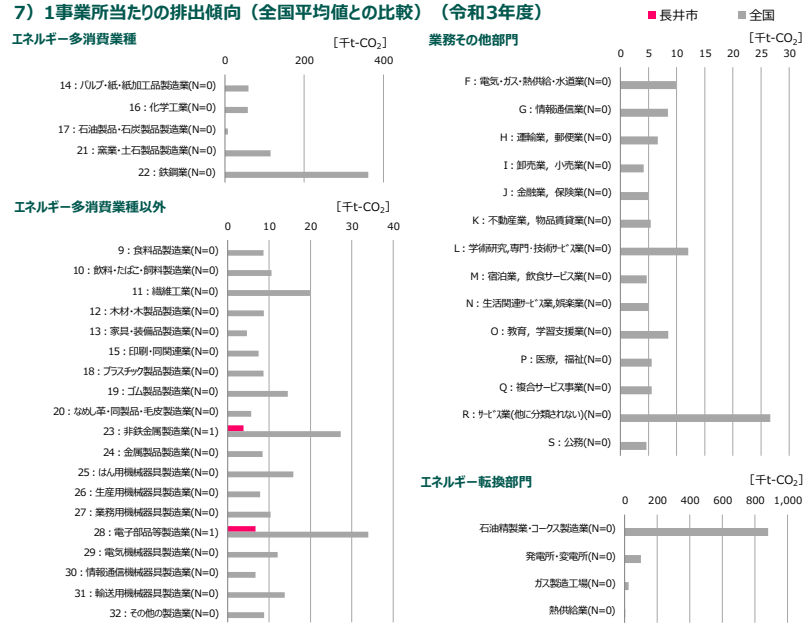 7）1事業所当たりの排出傾向（全国平均値との比較）（令和3年度）
■長井市 ■全国
エネルギー多消費業種
[千t-CO2]
0 200 400
14：パルプ・紙・紙加工品製造業(N=0)
16：化学工業(N=0)
17：石油製品・石炭製品製造業(N=0)
21：窯業・土石製品製造業(N=0)
22：鉄鋼業(N=0)
エネルギー多消費業種以外
[千t-CO2]
0 10 20 30 40
9：食料品製造業(N=0)
10：飲料・たばこ・飼料製造業(N=0)
11：繊維工業(N=0)
12：木材・木製品製造業(N=0)
13：家具・装備品製造業(N=0)
15：印刷・同関連業(N=0)
18：プラスチック製品製造業(N=0)
19：ゴム製品製造業(N=0)
20：なめし革・同製品・毛皮製造業(N=0)
23：非鉄金属製造業(N=1)
24：金属製品製造業(N=0)
25：はん用機械器具製造業(N=0)
26：生産用機械器具製造業(N=0)
27：業務用機械器具製造業(N=0)
28：電子部品等製造業(N=1)
29：電気機械器具製造業(N=0)
30：情報通信機械器具製造業(N=0)
31：輸送用機械器具製造業(N=0)
32：その他の製造業(N=0)
業務その他部門
[千t-CO2]
0 5 10 15 20 25 30
F：電気・ガス・熱供給・水道業(N=0)
G：情報通信業(N=0)
H：運輸業，郵便業(N=0)
I：卸売業，小売業(N=0)
J：金融業，保険業(N=0)
K：不動産業，物品賃貸業(N=0)
L：学術研究,専門・技術ｻｰﾋﾞｽ業(N=0)
M：宿泊業，飲食サービス業(N=0)
N：生活関連ｻｰﾋﾞｽ業,娯楽業(N=0)
O：教育，学習支援業(N=0)
P：医療，福祉(N=0)
Q：複合サービス事業(N=0)
R：ｻｰﾋﾞｽ業(他に分類されない)(N=0)
S：公務(N=0)
エネルギー転換部門
[千t-CO2]
0 200 400 600 800 1,000
石油精製業・コークス製造業(N=0)
発電所・変電所(N=0)
ガス製造工場(N=0)
熱供給業(N=0)